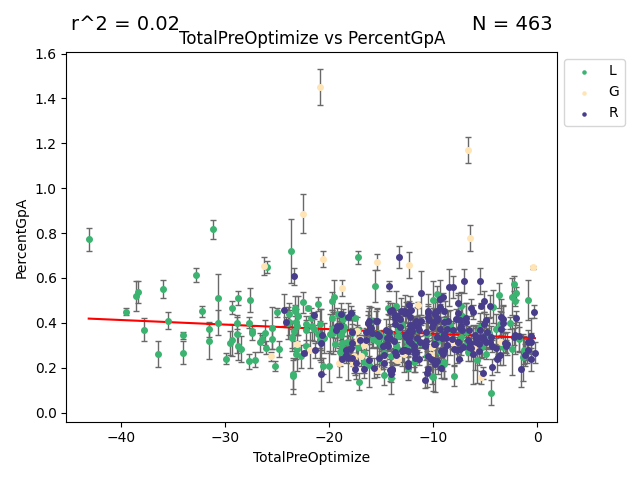 r^2 = 0.02
N = 463
TotalPreOptimize vs PercentGpA
1.6
1.4
1.2
1.0
0.8
0.6
0.4
0.2
0.0
PercentGpA
−40
−30
−20
−10
0
TotalPreOptimize
L
G
R